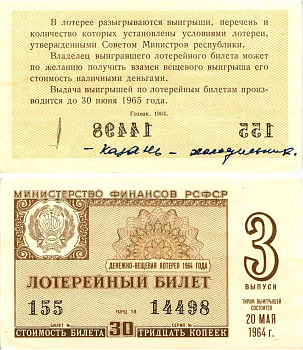 В лотерее разыгрываются выигрыши, перечень и
количество которых установлены условиями лотереи,
утвержденными Советом Министров республики.
Владелец выигравшего лотерейного билета может
по желанию получить взамен вещевого выигрыша его
стоимость наличными деньгами.
Выдача выигрышей по лотерейным билетам произ-
водится до 30 июня 1965 года.
Гознак. 1964.
14498 155
- Казань - холодильник.
МИНИСТЕРСТВО ФИНАНСОВ РСФСР
ДЕНЕЖНО-ВЕЩЕВАЯ ЛОТЕРЕЯ 1964 ГОДА
ЛОТЕРЕЙНЫЙ БИЛЕТ
155 14498
БИЛЕТ № СЕРИЯ №
СТОИМОСТЬ БИЛЕТА 30 ТРИДЦАТЬ КОПЕЕК
3
ВЫПУСК
ТИРАЖ ВЫИГРЫШЕЙ
СОСТОИТСЯ
20 МАЯ
1964 г.